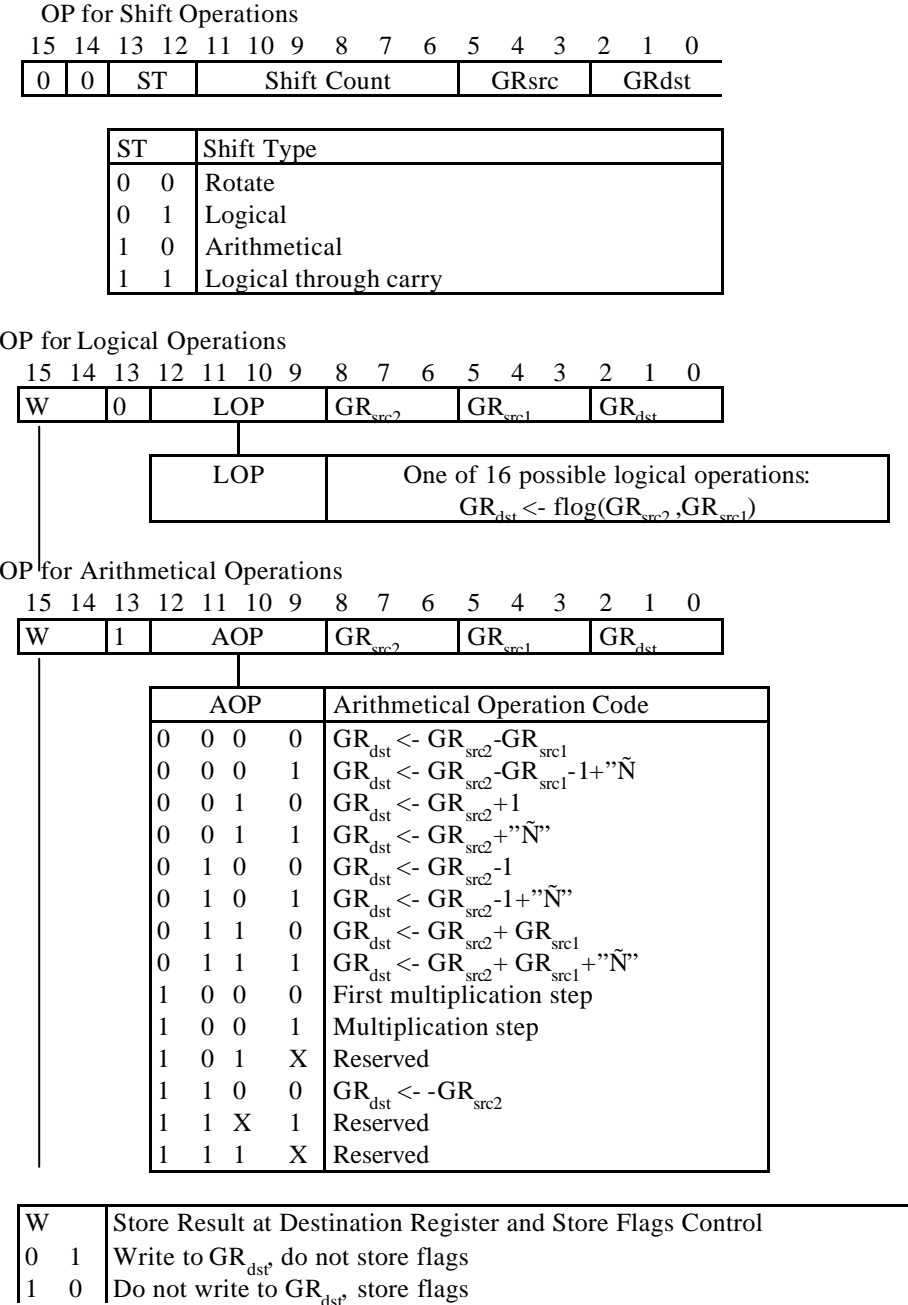 OP for Shift Operations
15 14 13 12 11 10 9 8 7 6 5 4 3 2 1 0
0 0 ST Shift Count GRsrc GRdst
ST Shift Type
0 0 Rotate
0 1 Logical
1 0 Arithmetical
1 1 Logical through carry
OP for Logical Operations
15 14 13 12 11 10 9 8 7 6 5 4 3 2 1 0
W 0 LOP GRsrc2 GRsrc1 GRdst
LOP One of 16 possible logical operations:
GRdst <- flog(GRsrc2 ,GRsrc1)
OP for Arithmetical Operations
15 14 13 12 11 10 9 8 7 6 5 4 3 2 1 0
W 1 AOP GRsrc2 GRsrc1 GRdst
AOP Arithmetical Operation Code
0 0 0 0 GRdst <- GRsrc2-GRsrc1
0 0 0 1 GRdst <- GRsrc2-GRsrc1-1+”Ñ
0 0 1 0 GRdst <- GRsrc2+1
0 0 1 1 GRdst <- GRsrc2+”Ñ”
0 1 0 0 GRdst <- GRsrc2-1
0 1 0 1 GRdst <- GRsrc2-1+”Ñ”
0 1 1 0 GRdst <- GRsrc2+ GRsrc1
0 1 1 1 GRdst <- GRsrc2+ GRsrc1+”Ñ”
1 0 0 0 First multiplication step
1 0 0 1 Multiplication step
1 0 1 X Reserved
1 1 0 0 GRdst <- -GRsrc2
1 1 X 1 Reserved
1 1 1 X Reserved
W Store Result at Destination Register and Store Flags Control
0 1 Write to GRdst, do not store flags
1 0 Do not write to GRdst, store flags